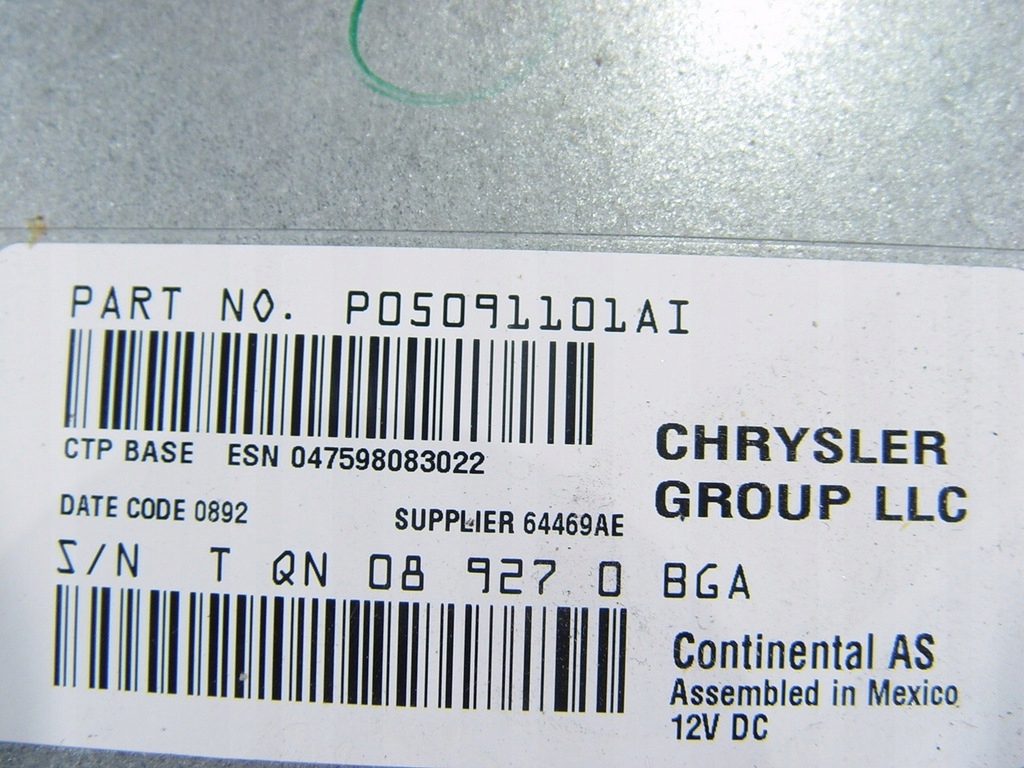 PART NO. P05091101AI
CTP BASE ESN 047598083022
CHRYSLER
GROUP LLC
DATE CODE 0892
SUPPLIER 64469AE
S/N T QN 08 927 0 BGA
Continental AS
Assembled in Mexico
12V DC